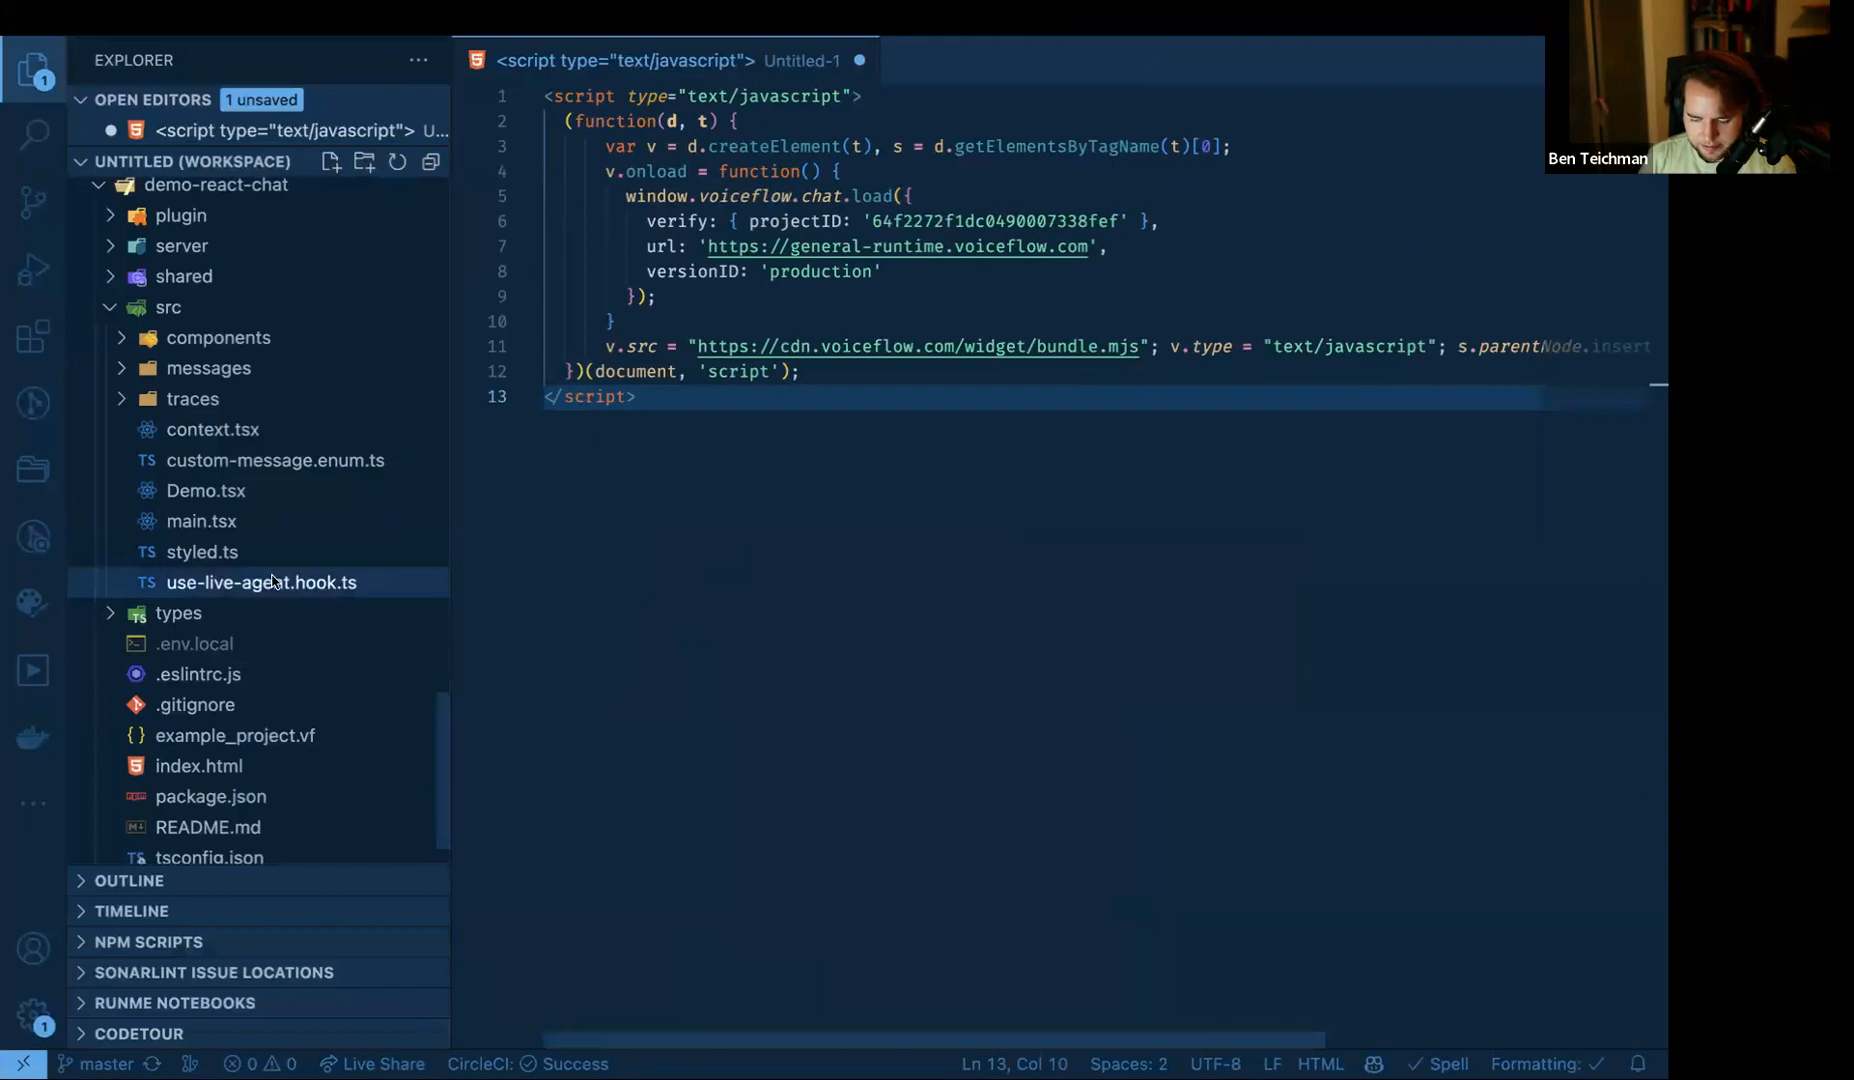 EXPLORER
OPEN EDITORS 1 unsaved
<script type="text/javascript"> U...
UNTITLED (WORKSPACE)
demo-react-chat
plugin
server
shared
src
components
messages
traces
context.tsx
TS custom-message.enum.ts
Demo.tsx
main.tsx
TS styled.ts
TS use-live-agent.hook.ts
types
.env.local
.eslintrc.js
.gitignore
{} example_project.vf
index.html
package.json
README.md
TS tsconfig.json
OUTLINE
TIMELINE
NPM SCRIPTS
SONARLINT ISSUE LOCATIONS
RUNME NOTEBOOKS
CODETOUR
1
1
<script type="text/javascript"> Untitled-1
1 <script type="text/javascript">
2 (function(d, t) {
3 var v = d.createElement(t), s = d.getElementsByTagName(t)[0];
4 v.onload = function() {
5 window.voiceflow.chat.load({
6 verify: { projectID: '64f2272f1dc0490007338fef' },
7 url: 'https://general-runtime.voiceflow.com',
8 versionID: 'production'
9 });
10 }
11 v.src = "https://cdn.voiceflow.com/widget/bundle.mjs"; v.type = "text/javascript"; s.parentNode.insert
12 })(document, 'script');
13 </script>
Ben Teichman
master 0 0 Live Share CircleCI: Success Ln 13, Col 10 Spaces: 2 UTF-8 LF HTML Spell Formatting: